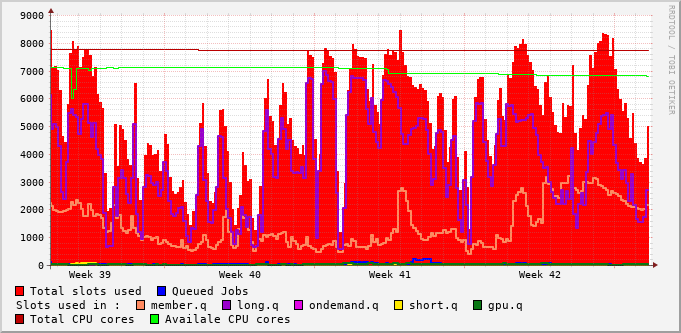 9000
8000
7000
6000
5000
4000
3000
2000
1000
0
Week 39 Week 40 Week 41 Week 42
RRDTOOL / TOBI OETIKER
Total slots used Queued Jobs
Slots used in : member.q long.q ondemand.q short.q gpu.q
Total CPU cores Availale CPU cores